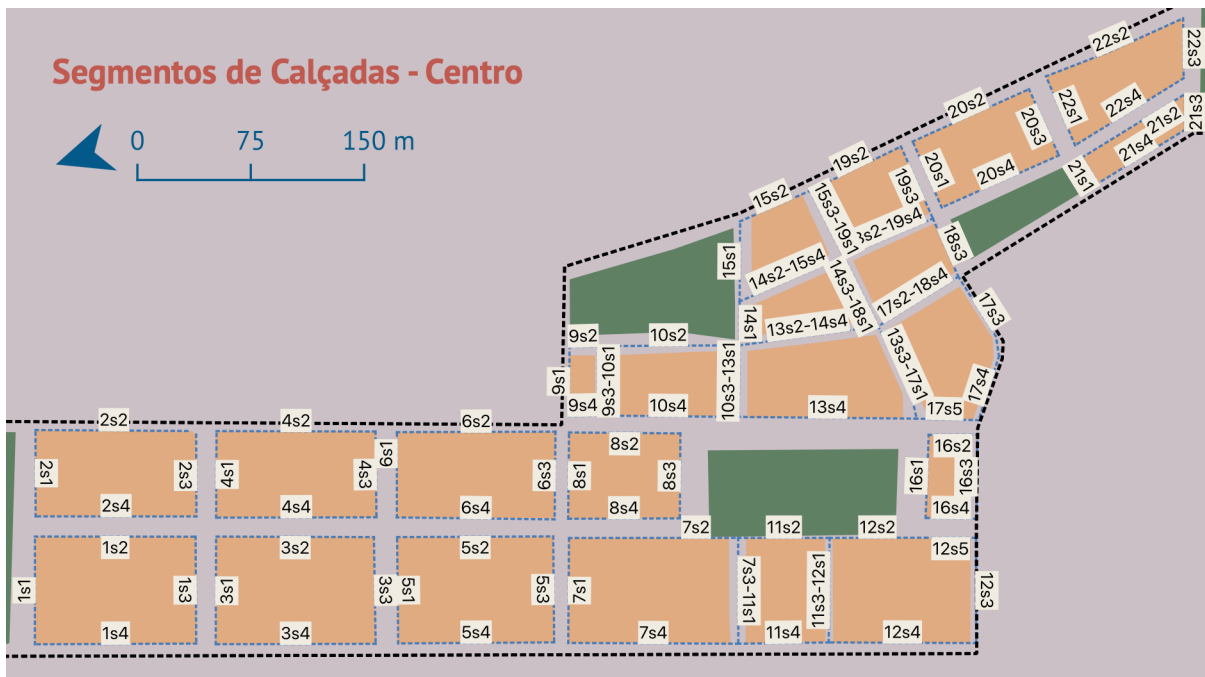 Segmentos de Calçadas - Centro
0 75 150 m
22s2
22s3
20s2
22s1
22s4
21s2
21s3
20s3
21s4
19s2
20s1
20s4
21s1
15s2
15s3-19s1
19s3
3s2-19s4
18s3
15s1
14s2-15s4
14s3-18s1
17s2-18s4
17s3
14s1
13s2-14s4
9s2
10s2
9s1
9s3-10s1
10s3-13s1
13s3-17s1
17s4
9s4
10s4
13s4
17s5
2s2
4s2
6s2
6s1
8s2
16s2
2s1
2s3
4s1
4s3
6s3
8s1
8s3
16s1
16s3
2s4
4s4
6s4
8s4
16s4
7s2
11s2
12s2
1s2
3s2
5s2
12s5
1s1
1s3
3s1
3s3
5s1
5s3
7s1
7s3-11s1
11s3-12s1
12s3
1s4
3s4
5s4
7s4
11s4
12s4